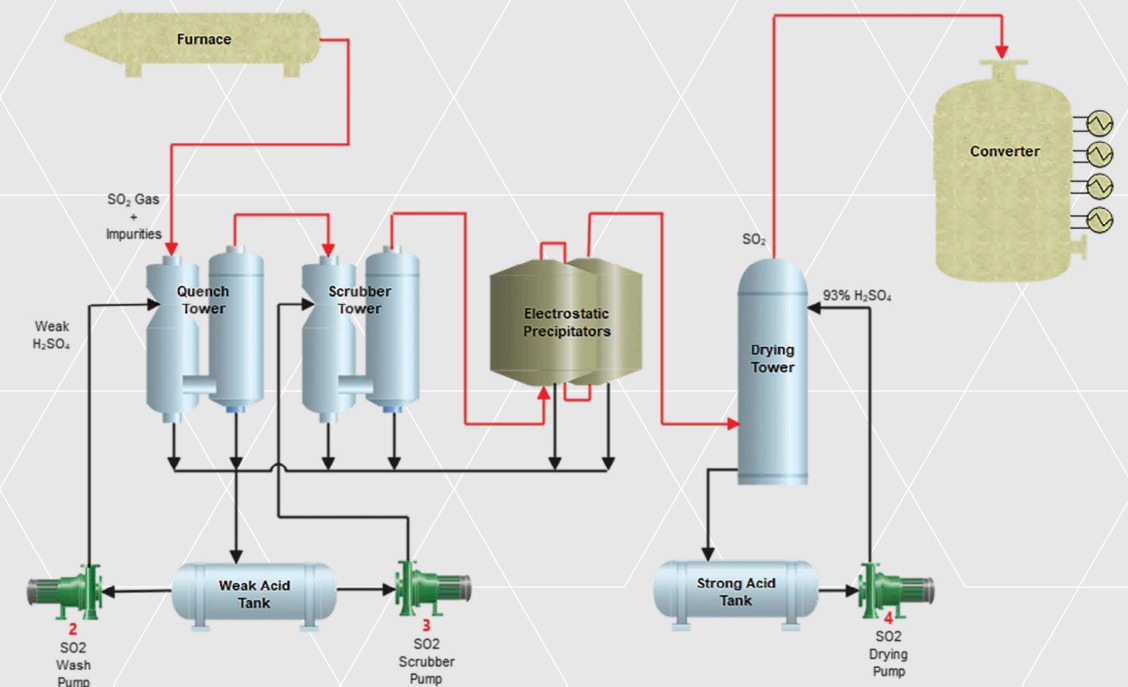 Furnace
Converter
SO₂ Gas
+
Impurities
Quench
Tower
Scrubber
Tower
Electrostatic
Precipitators
SO₂
93% H₂SO₄
Drying
Tower
Weak
H₂SO₄
Weak Acid
Tank
Strong Acid
Tank
2
SO2
Wash
Pump
3
SO2
Scrubber
Pump
4
SO2
Drying
Pump